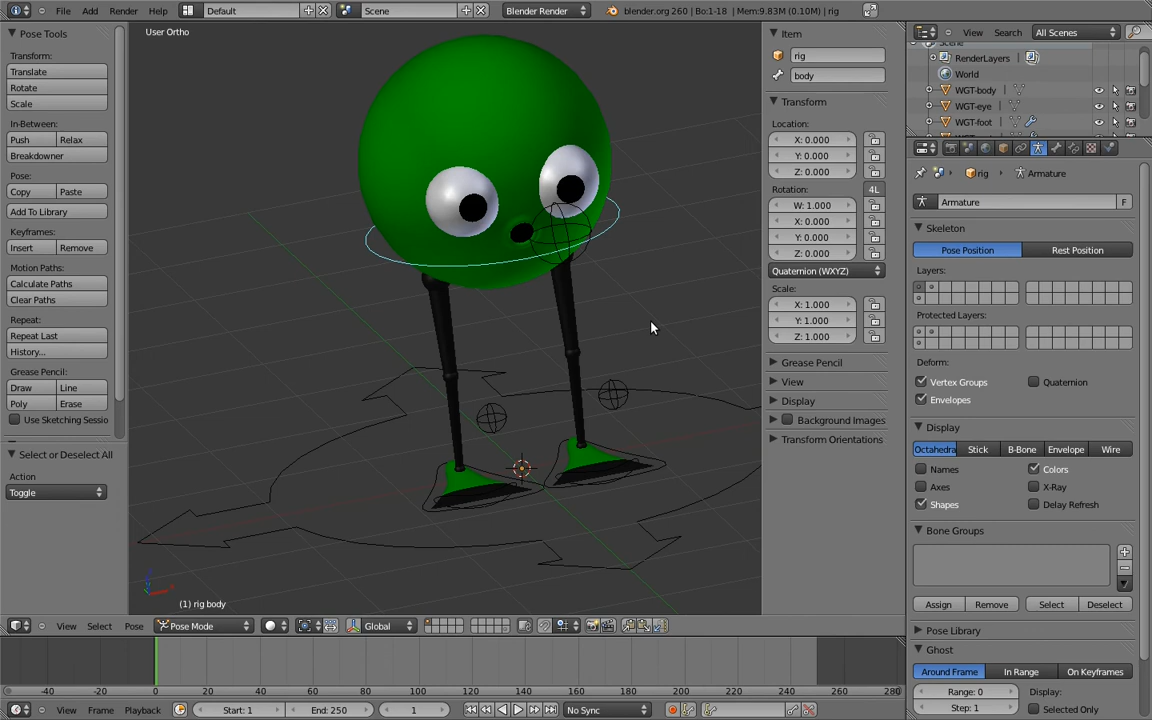 File Add Render Help Default Scene Blender Render blender.org 260 | Bo:1-18 | Mem:9.83M (0.10M) | rig
Pose Tools
Transform:
Translate
Rotate
Scale
In-Between:
Push Relax
Breakdowner
Pose:
Copy Paste
Add To Library
Keyframes:
Insert Remove
Motion Paths:
Calculate Paths
Clear Paths
Repeat:
Repeat Last
History...
Grease Pencil:
Draw Line
Poly Erase
Use Sketching Sessio
Select or Deselect All
Action
Toggle
User Ortho
(1) rig body
Item
rig
body
Transform
Location:
X: 0.000
Y: 0.000
Z: 0.000
Rotation: 4L
W: 1.000
X: 0.000
Y: 0.000
Z: 0.000
Quaternion (WXYZ)
Scale:
X: 1.000
Y: 1.000
Z: 1.000
Grease Pencil
View
Display
Background Images
Transform Orientations
View Search All Scenes
RenderLayers
World
WGT-body
WGT-eye
WGT-foot
rig Armature
Armature F
Skeleton
Pose Position Rest Position
Layers:
Protected Layers:
Deform:
Vertex Groups Quaternion
Envelopes
Display
Octahedra Stick B-Bone Envelope Wire
Names Colors
Axes X-Ray
Shapes Delay Refresh
Bone Groups
Assign Remove Select Deselect
Pose Library
Ghost
Around Frame In Range On Keyframes
Range: 0 Display:
Step: 1 Selected Only
View Select Pose Pose Mode Global
-40 -20 0 20 40 60 80 100 120 140 160 180 200 220 240 260 280
View Frame Playback Start: 1 End: 250 1 No Sync